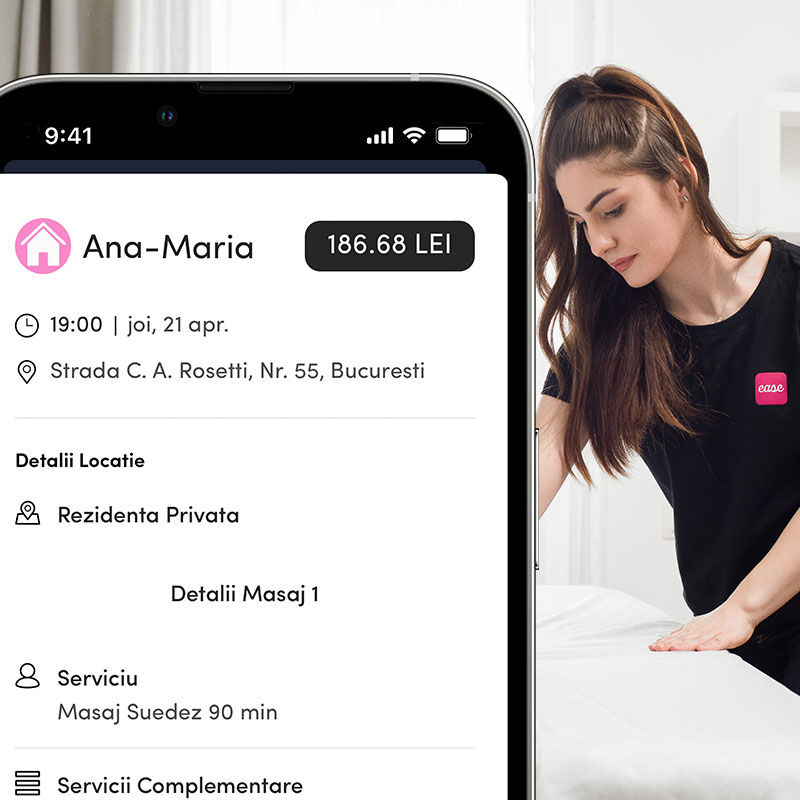 9:41
Ana-Maria
186.68 LEI
19:00 | joi, 21 apr.
Strada C. A. Rosetti, Nr. 55, Bucuresti
Detalii Locatie
Rezidenta Privata
Detalii Masaj 1
Serviciu
Masaj Suedez 90 min
Servicii Complementare
ease